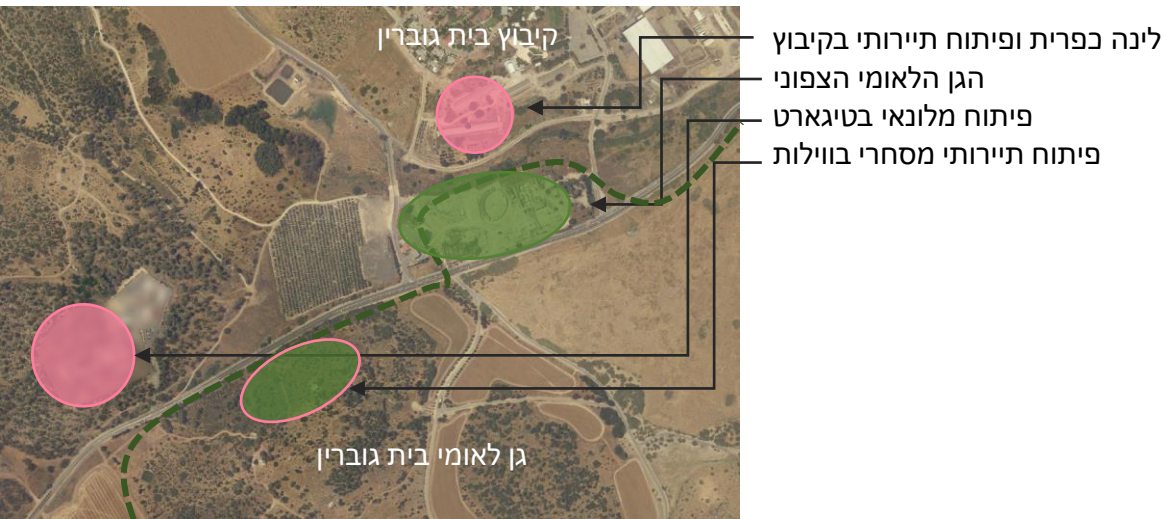 קיבוץ בית גוברין
לינה כפרית ופיתוח תיירותי בקיבוץ
הגן הלאומי הצפוני
פיתוח מלונאי בטיגארט
פיתוח תיירותי מסחרי בווילות
גן לאומי בית גוברין